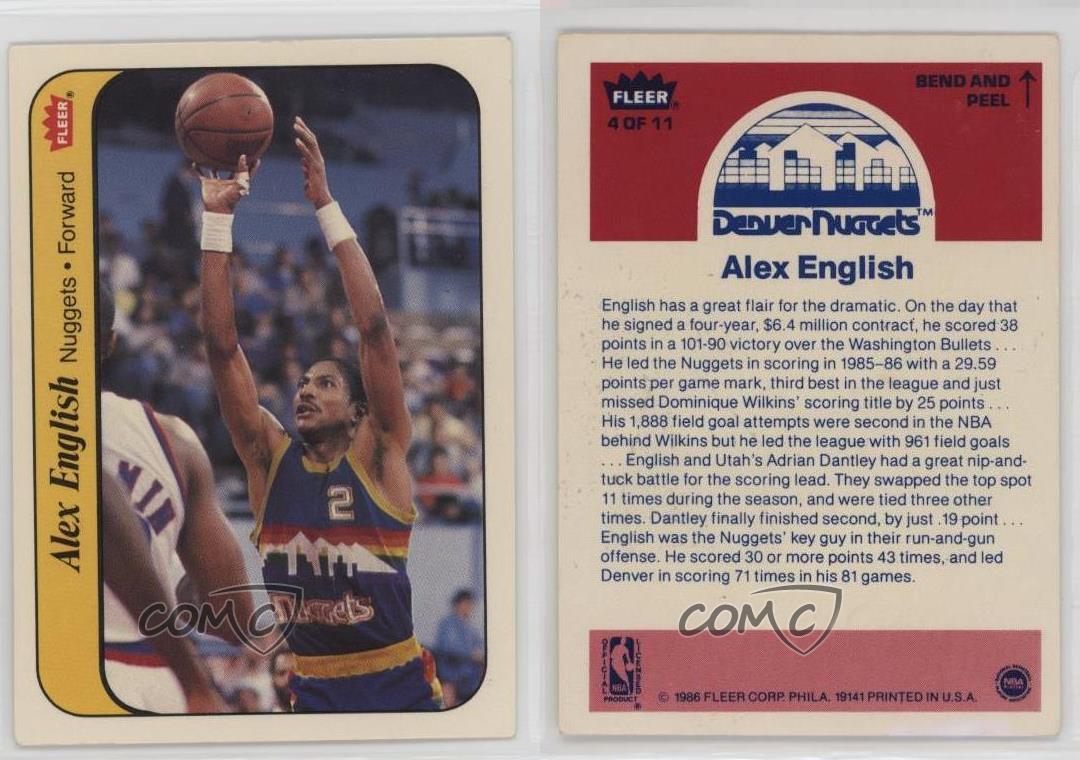 FLEER®
Alex English Nuggets • Forward
2
Nuggets
COMC
FLEER®
4 OF 11
BEND AND
PEEL
Denver Nuggets™
Alex English
English has a great flair for the dramatic. On the day that
he signed a four-year, $6.4 million contract, he scored 38
points in a 101-90 victory over the Washington Bullets . . .
He led the Nuggets in scoring in 1985–86 with a 29.59
points per game mark, third best in the league and just
missed Dominique Wilkins' scoring title by 25 points . . .
His 1,888 field goal attempts were second in the NBA
behind Wilkins but he led the league with 961 field goals
. . . English and Utah's Adrian Dantley had a great nip-and-
tuck battle for the scoring lead. They swapped the top spot
11 times during the season, and were tied three other
times. Dantley finally finished second, by just .19 point . . .
English was the Nuggets' key guy in their run-and-gun
offense. He scored 30 or more points 43 times, and led
Denver in scoring 71 times in his 81 games.
COMC
OFFICIAL LICENSED
NBA
PRODUCT ®
© 1986 FLEER CORP. PHILA. 19141 PRINTED IN U.S.A.
NBA